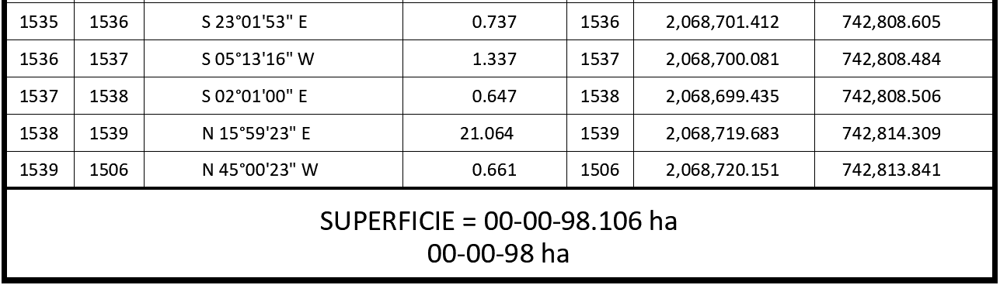 1535 1536 S 23°01'53" E 0.737 1536 2,068,701.412 742,808.605
1536 1537 S 05°13'16" W 1.337 1537 2,068,700.081 742,808.484
1537 1538 S 02°01'00" E 0.647 1538 2,068,699.435 742,808.506
1538 1539 N 15°59'23" E 21.064 1539 2,068,719.683 742,814.309
1539 1506 N 45°00'23" W 0.661 1506 2,068,720.151 742,813.841
SUPERFICIE = 00-00-98.106 ha
00-00-98 ha